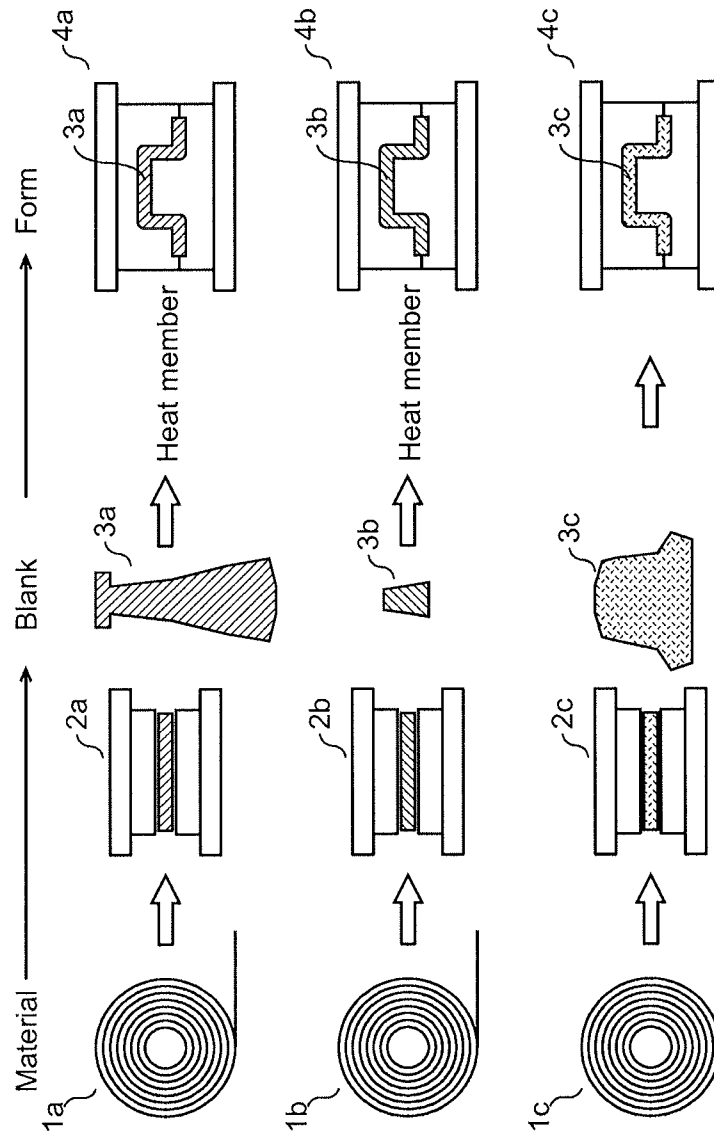 Material
Blank
Form
1a
2a
3a
Heat member
3a
4a
1b
2b
3b
Heat member
3b
4b
1c
2c
3c
3c
4c